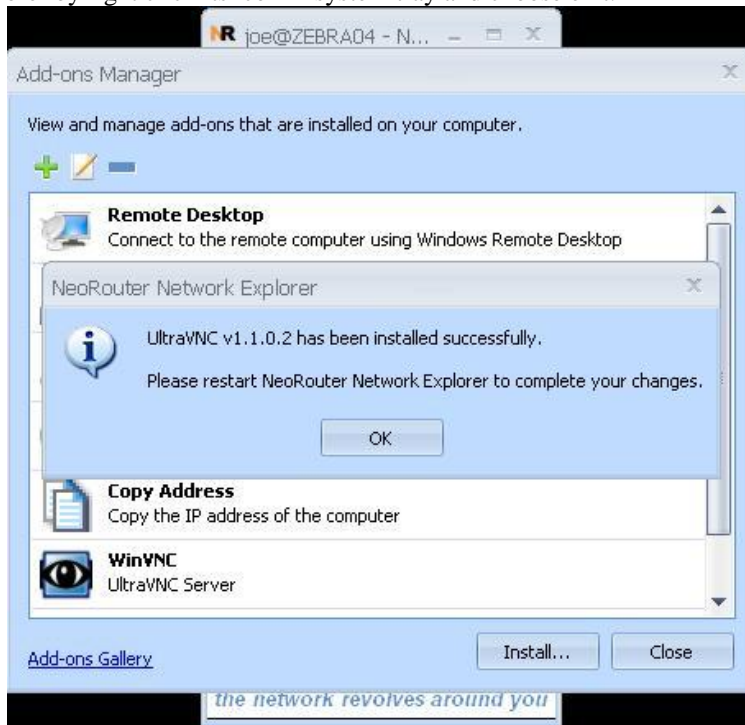 NR joe@ZEBRA04 - N...
Add-ons Manager
View and manage add-ons that are installed on your computer.
Remote Desktop
Connect to the remote computer using Windows Remote Desktop
NeoRouter Network Explorer
UltraVNC v1.1.0.2 has been installed successfully.
Please restart NeoRouter Network Explorer to complete your changes.
OK
Copy Address
Copy the IP address of the computer
WinVNC
UltraVNC Server
Add-ons Gallery
Install...
Close
the network revolves around you